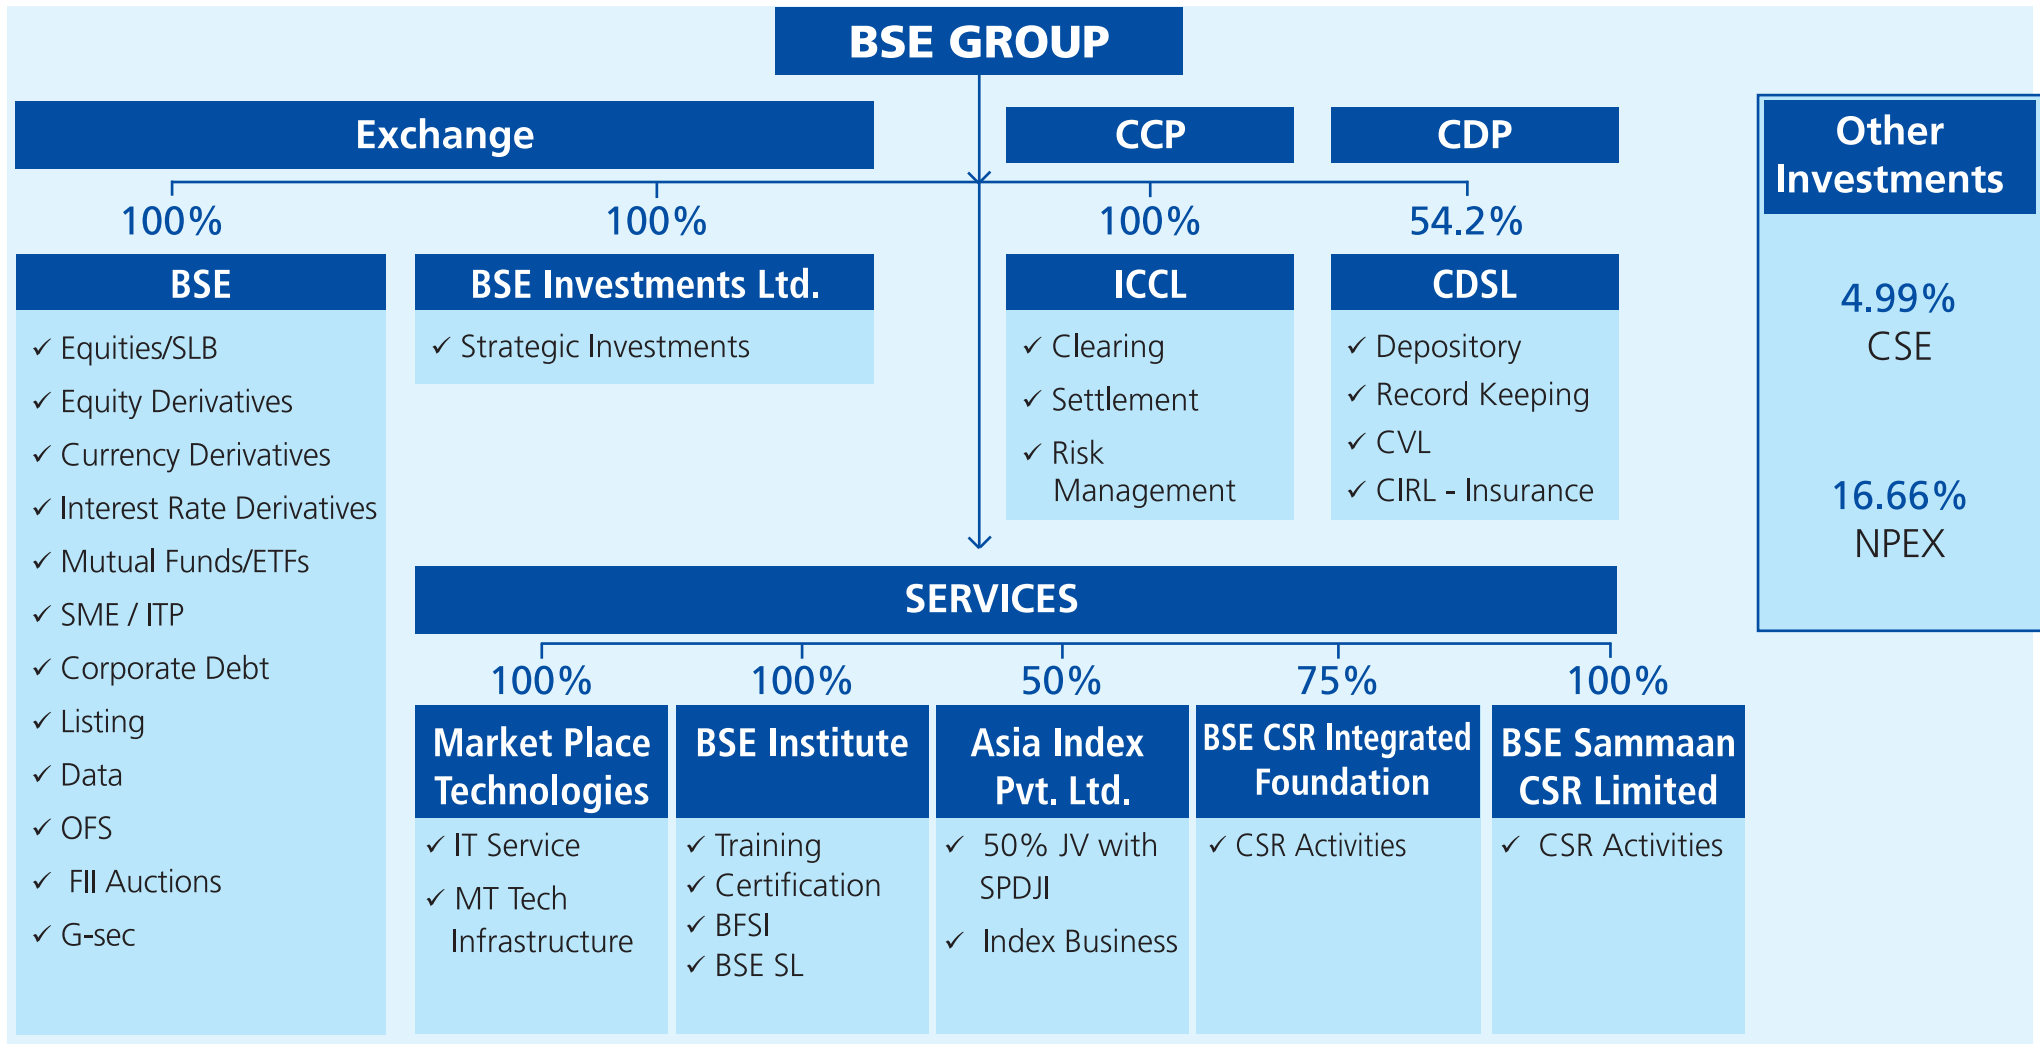 BSE GROUP
Exchange
CCP
CDP
100%
100%
100%
54.2%
BSE
✓ Equities/SLB
✓ Equity Derivatives
✓ Currency Derivatives
✓ Interest Rate Derivatives
✓ Mutual Funds/ETFs
✓ SME / ITP
✓ Corporate Debt
✓ Listing
✓ Data
✓ OFS
✓ FII Auctions
✓ G-sec
BSE Investments Ltd.
✓ Strategic Investments
ICCL
✓ Clearing
✓ Settlement
✓ Risk
Management
CDSL
✓ Depository
✓ Record Keeping
✓ CVL
✓ CIRL - Insurance
SERVICES
100%
100%
50%
75%
100%
Market Place
Technologies
✓ IT Service
✓ MT Tech
Infrastructure
BSE Institute
✓ Training
✓ Certification
✓ BFSI
✓ BSE SL
Asia Index
Pvt. Ltd.
✓ 50% JV with
SPDJI
✓ Index Business
BSE CSR Integrated
Foundation
✓ CSR Activities
BSE Sammaan
CSR Limited
✓ CSR Activities
Other
Investments
4.99%
CSE
16.66%
NPEX